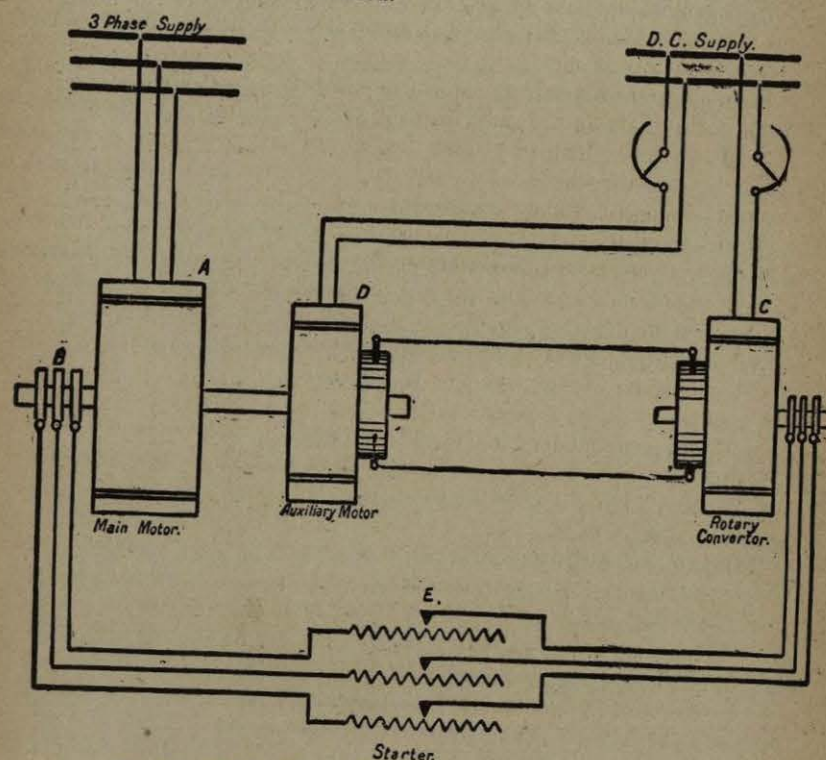 3 Phase Supply
D. C. Supply.
A
D
C
B
Main Motor.
Auxiliary Motor
Rotary
Convertor.
E.
Starter.